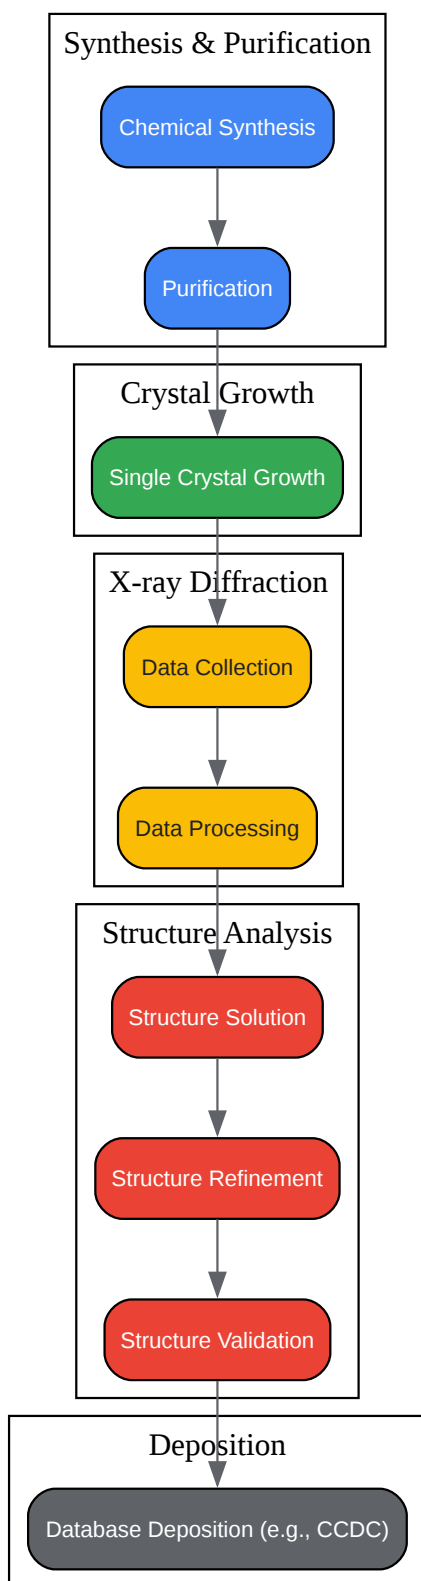 Synthesis & Purification
Chemical Synthesis
Purification
Crystal Growth
Single Crystal Growth
X-ray Diffraction
Data Collection
Data Processing
Structure Analysis
Structure Solution
Structure Refinement
Structure Validation
Deposition
Database Deposition (e.g., CCDC)